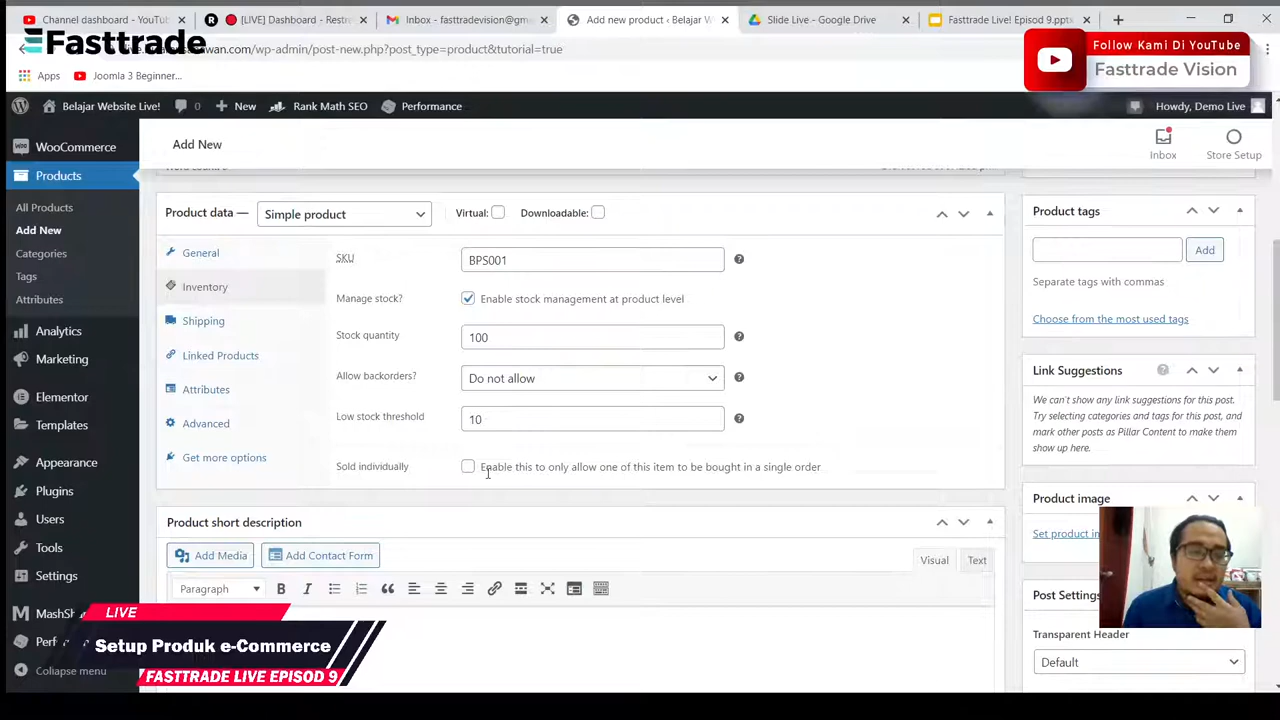 Channel dashboard - YouTu
[LIVE] Dashboard - Restre
Inbox - fasttradevision@gm
Add new product ‹ Belajar W
Slide Live - Google Drive
Fasttrade Live! Episod 9.pptx
Fasttrade
wan.com/wp-admin/post-new.php?post_type=product&tutorial=true
Follow Kami Di YouTube
Fasttrade Vision
Apps
Joomla 3 Beginner...
Belajar Website Live!
0
New
Rank Math SEO
Performance
Howdy, Demo Live
WooCommerce
Products
All Products
Add New
Categories
Tags
Attributes
Analytics
Marketing
Elementor
Templates
Appearance
Plugins
Users
Tools
Settings
MashSh
Perf
Collapse menu
Add New
Inbox
Store Setup
Product data —
Simple product
Virtual:
Downloadable:
General
Inventory
Shipping
Linked Products
Attributes
Advanced
Get more options
SKU
BPS001
Manage stock?
Enable stock management at product level
Stock quantity
100
Allow backorders?
Do not allow
Low stock threshold
10
Sold individually
Enable this to only allow one of this item to be bought in a single order
Product short description
Add Media
Add Contact Form
Visual
Text
Paragraph
Product tags
Add
Separate tags with commas
Choose from the most used tags
Link Suggestions
We can't show any link suggestions for this post.
Try selecting categories and tags for this post, and
mark other posts as Pillar Content to make them
show up here.
Product image
Set product in
Post Settings
Transparent Header
Default
LIVE
Setup Produk e-Commerce
FASTTRADE LIVE EPISOD 9